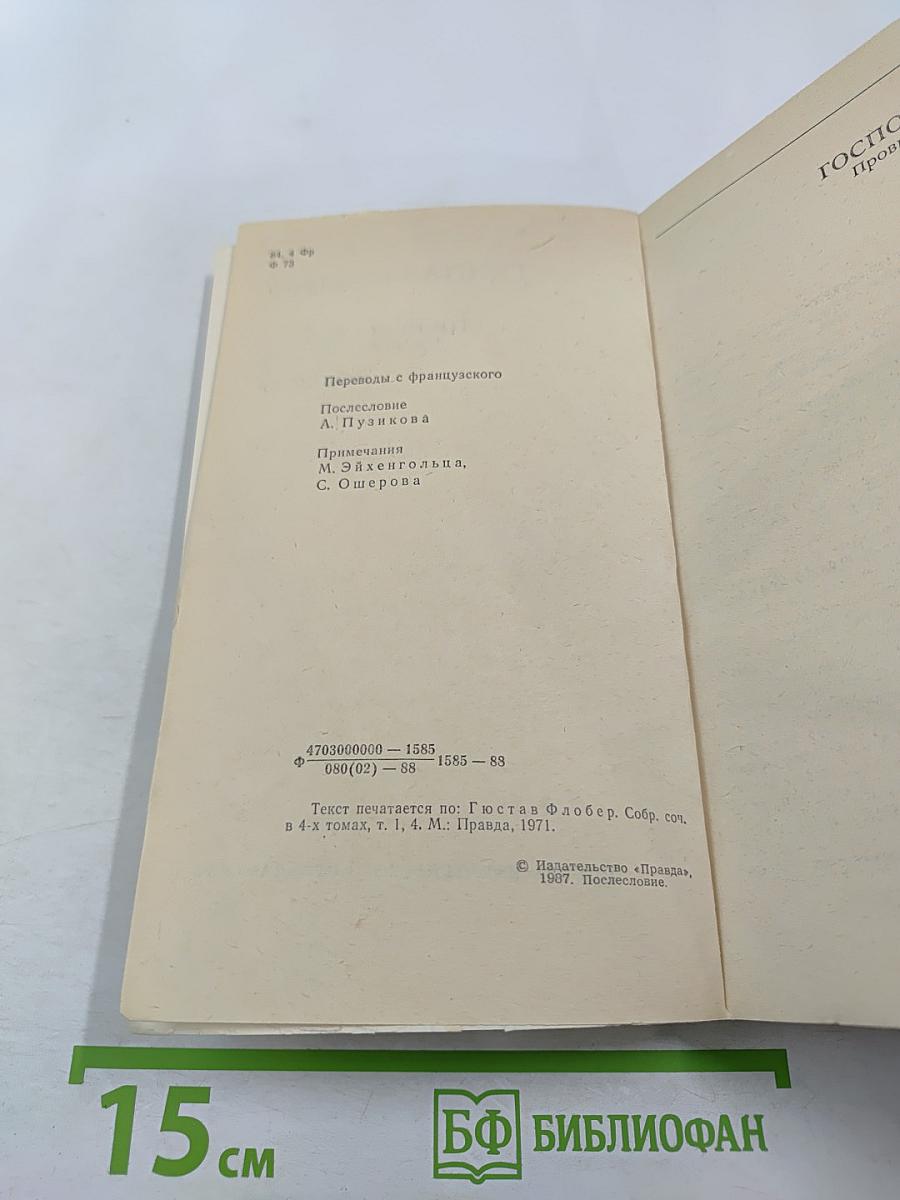 84. 4 Фр
Ф 73
Переводы с французского
Послесловие
А. Пузикова
Примечания
М. Эйхенгольца,
С. Ошерова
Ф 4703000000 — 1585
080(02) — 88
1585 — 88
Текст печатается по: Гюстав Флобер. Собр. соч.
в 4-х томах, т. 1, 4. М.: Правда, 1971.
© Издательство «Правда»,
1987. Послесловие.
ГОСПО
Прови
15 см
БФ БИБЛИОФАН